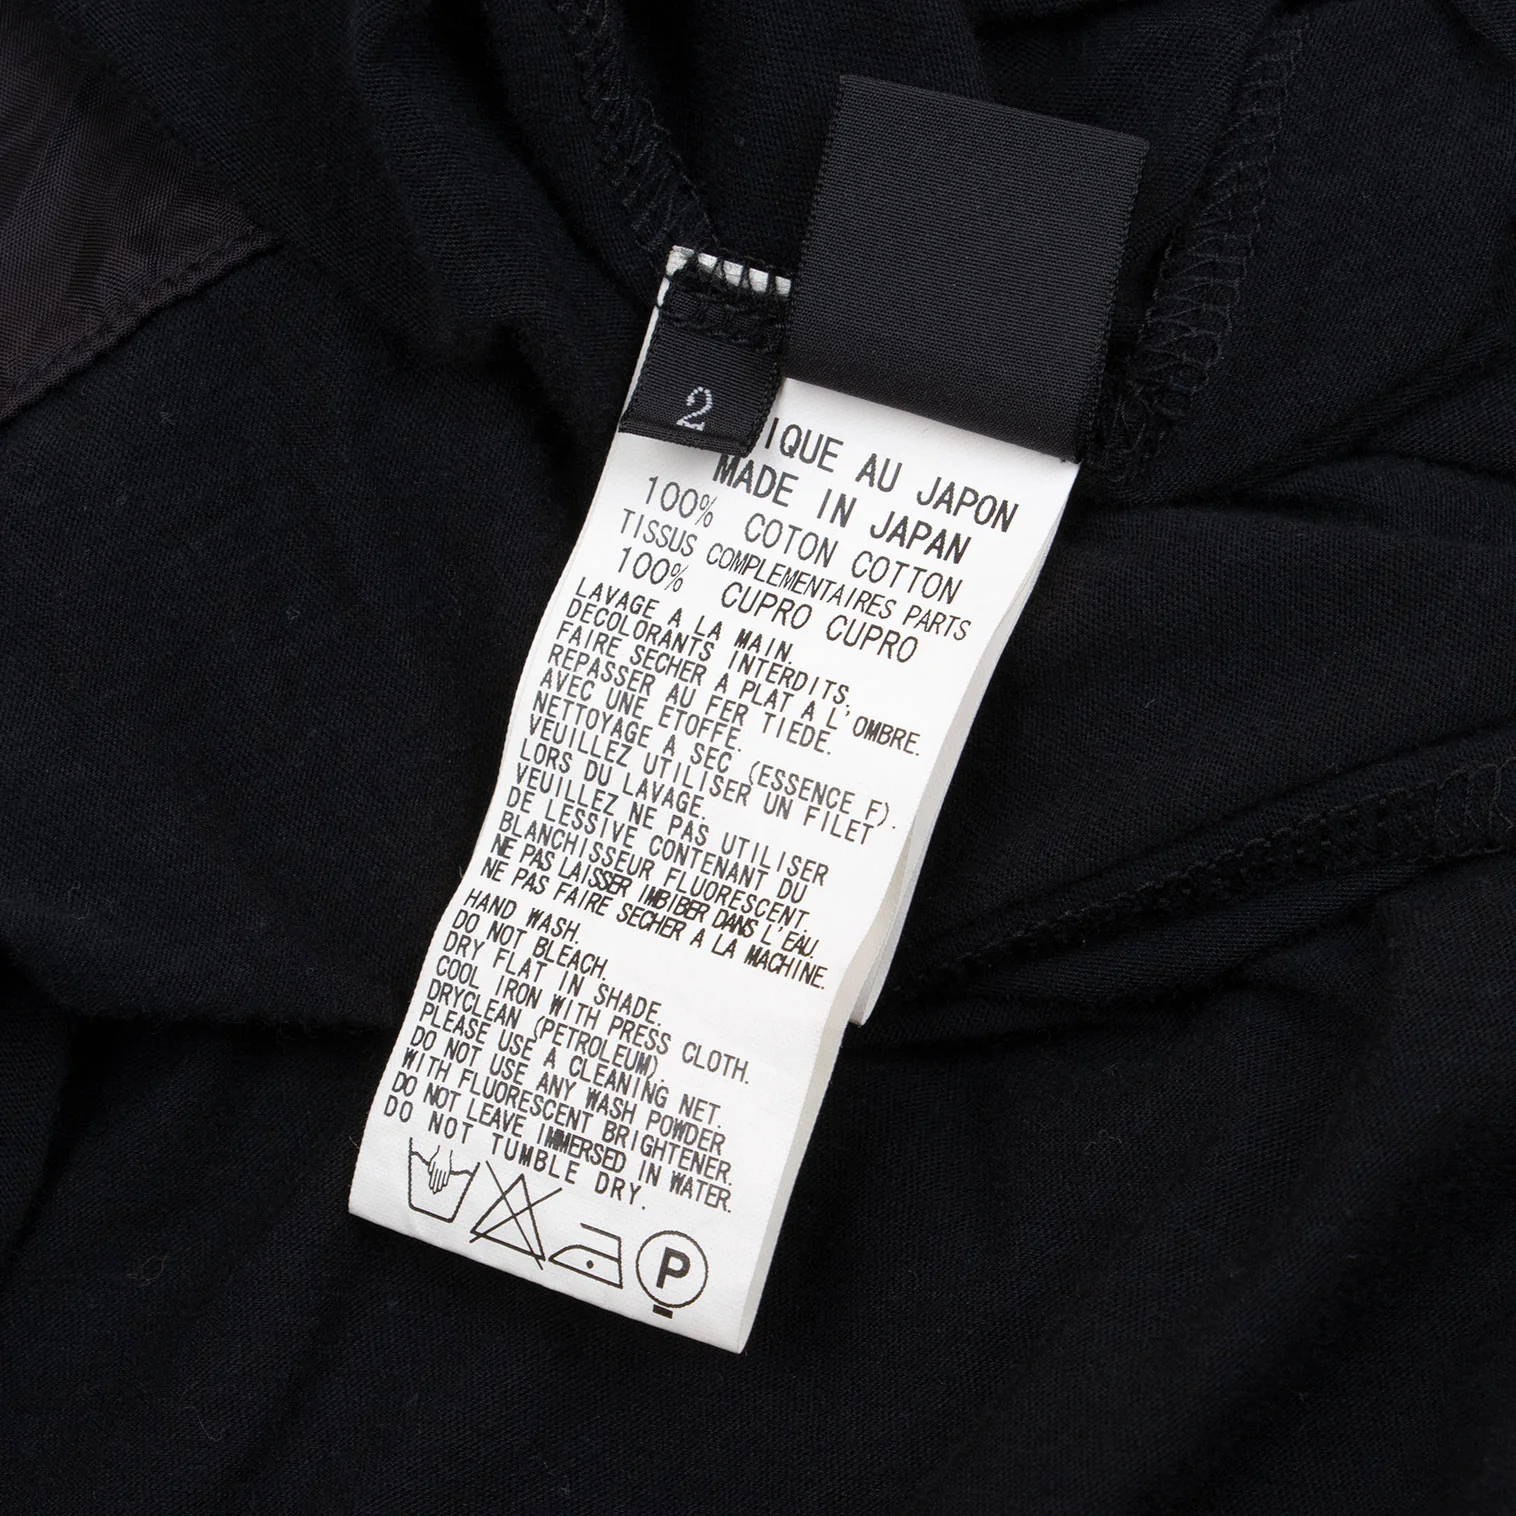 2
IQUE AU JAPON
MADE IN JAPAN
100% COTON COTTON
TISSUS COMPLEMENTAIRES PARTS
100% CUPRO CUPRO
LAVAGE A LA MAIN.
DECOLORANTS INTERDITS.
FAIRE SECHER A PLAT A L'OMBRE.
REPASSER AU FER TIEDE.
AVEC UNE ETOFFE.
NETTOYAGE A SEC (ESSENCE F).
VEUILLEZ UTILISER UN FILET
LORS DU LAVAGE.
VEUILLEZ NE PAS UTILISER
DE LESSIVE CONTENANT DU
BLANCHISSEUR FLUORESCENT.
NE PAS LAISSER IMBIBER DANS L'EAU.
NE PAS FAIRE SECHER A LA MACHINE.
HAND WASH.
DO NOT BLEACH.
DRY FLAT IN SHADE.
COOL IRON WITH PRESS CLOTH.
DRYCLEAN (PETROLEUM).
PLEASE USE A CLEANING NET.
DO NOT USE ANY WASH POWDER
WITH FLUORESCENT BRIGHTENER.
DO NOT LEAVE IMMERSED IN WATER.
DO NOT TUMBLE DRY.
P